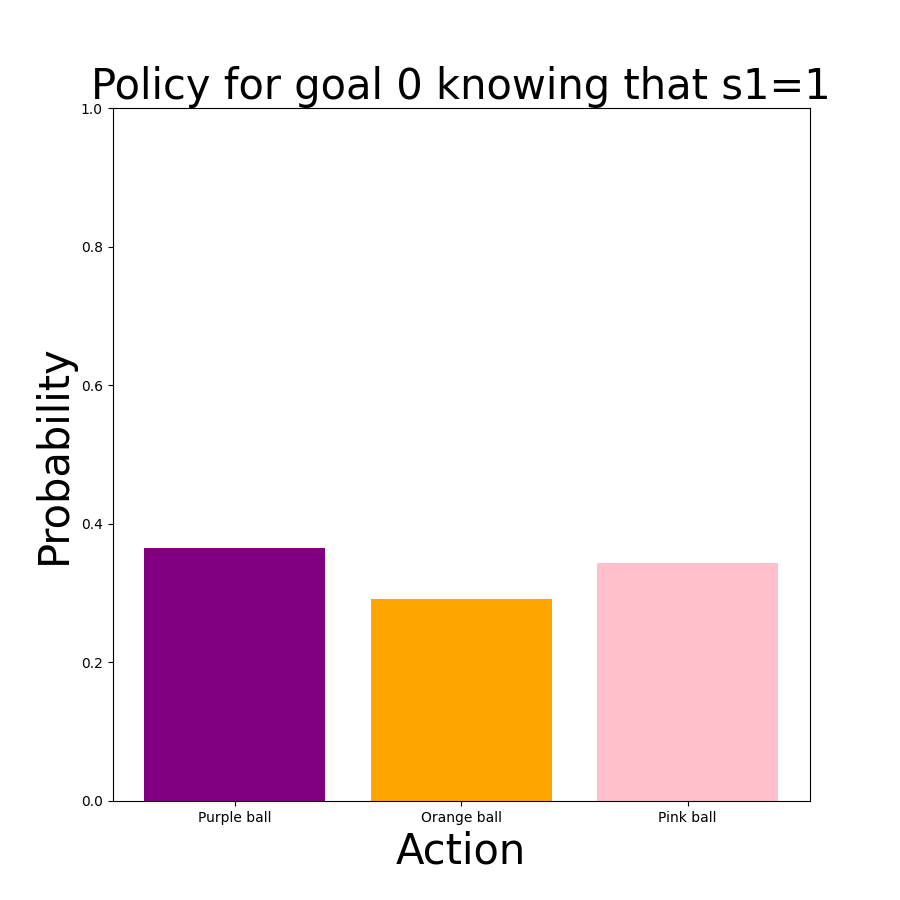 Policy for goal 0 knowing that s1=1
1.0
0.8
0.6
0.4
0.2
0.0
Probability
Purple ball
Orange ball
Pink ball
Action